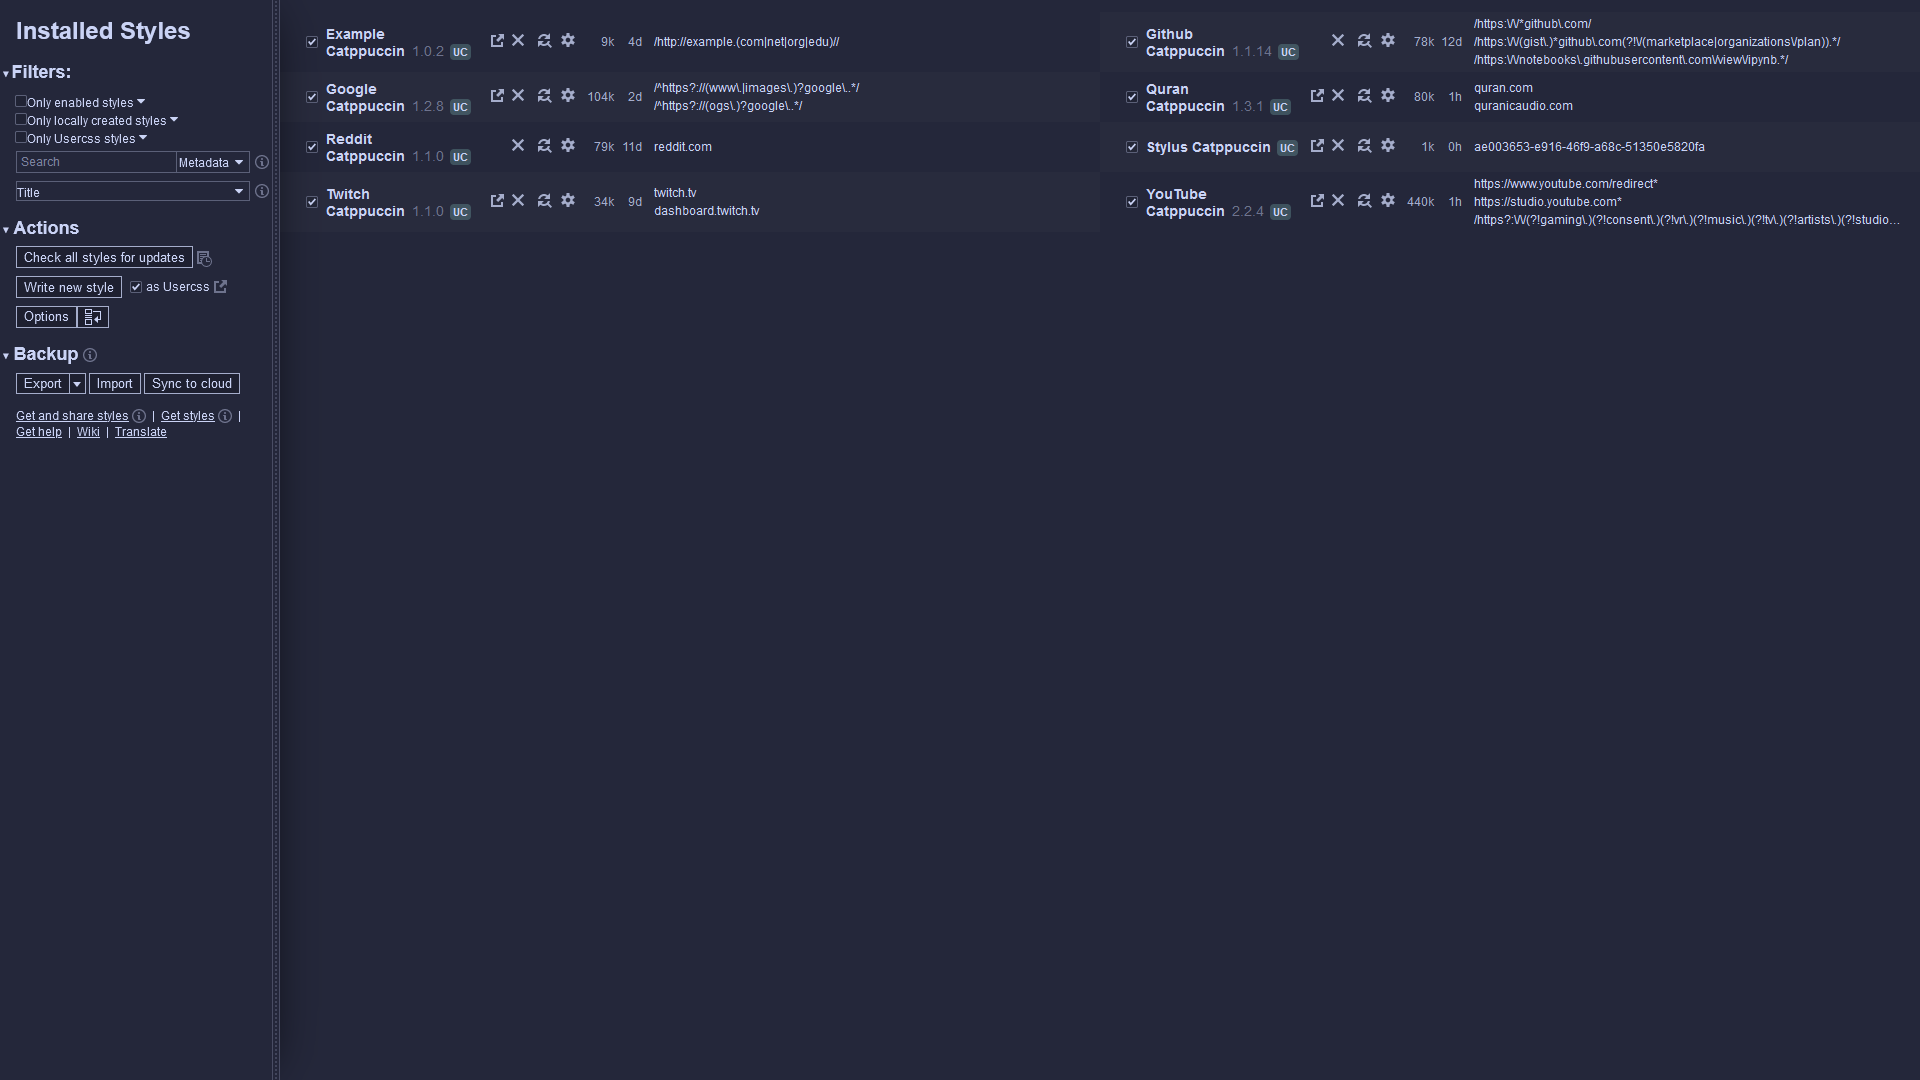 Installed Styles
Filters:
Only enabled styles
Only locally created styles
Only Usercss styles
Search
Metadata
Title
Actions
Check all styles for updates
Write new style
as Usercss
Options
Backup
Export
Import
Sync to cloud
Get and share styles | Get styles |
Get help | Wiki | Translate
Example
Catppuccin 1.0.2 UC
9k 4d
/http://example.(com|net|org|edu)//
Google
Catppuccin 1.2.8 UC
104k 2d
/^https?://(www\.|images\.)?google\..*/
/^https?://(ogs\.)?google\..*/
Reddit
Catppuccin 1.1.0 UC
79k 11d
reddit.com
Twitch
Catppuccin 1.1.0 UC
34k 9d
twitch.tv
dashboard.twitch.tv
Github
Catppuccin 1.1.14 UC
78k 12d
/https:\/\/*github\.com/
/https:\/\/(gist\.)*github\.com(?!\/(marketplace|organizations\/plan)).*/
/https:\/\/notebooks\.githubusercontent\.com\/view\/ipynb.*/
Quran
Catppuccin 1.3.1 UC
80k 1h
quran.com
quranicaudio.com
Stylus Catppuccin UC
1k 0h
ae003653-e916-46f9-a68c-51350e5820fa
YouTube
Catppuccin 2.2.4 UC
440k 1h
https://www.youtube.com/redirect*
https://studio.youtube.com*
/https?:\/\/(?!gaming\.)(?!consent\.)(?!vr\.)(?!music\.)(?!tv\.)(?!artists\.)(?!studio…